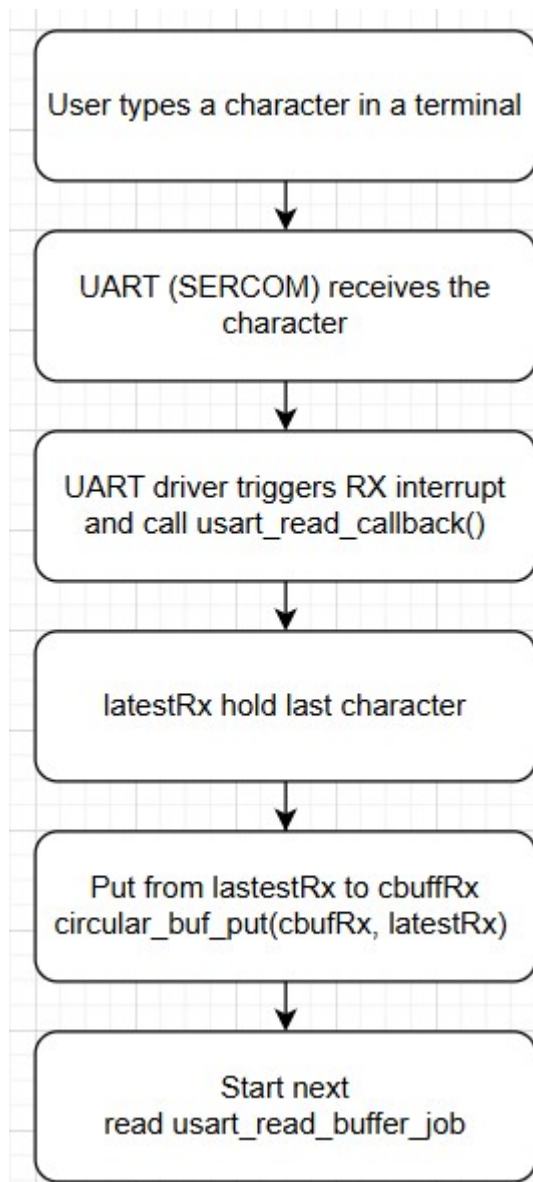 User types a character in a terminal
UART (SERCOM) receives the
character
UART driver triggers RX interrupt
and call usart_read_callback()
latestRx hold last character
Put from lastestRx to cbuffRx
circular_buf_put(cbufRx, latestRx)
Start next
read usart_read_buffer_job